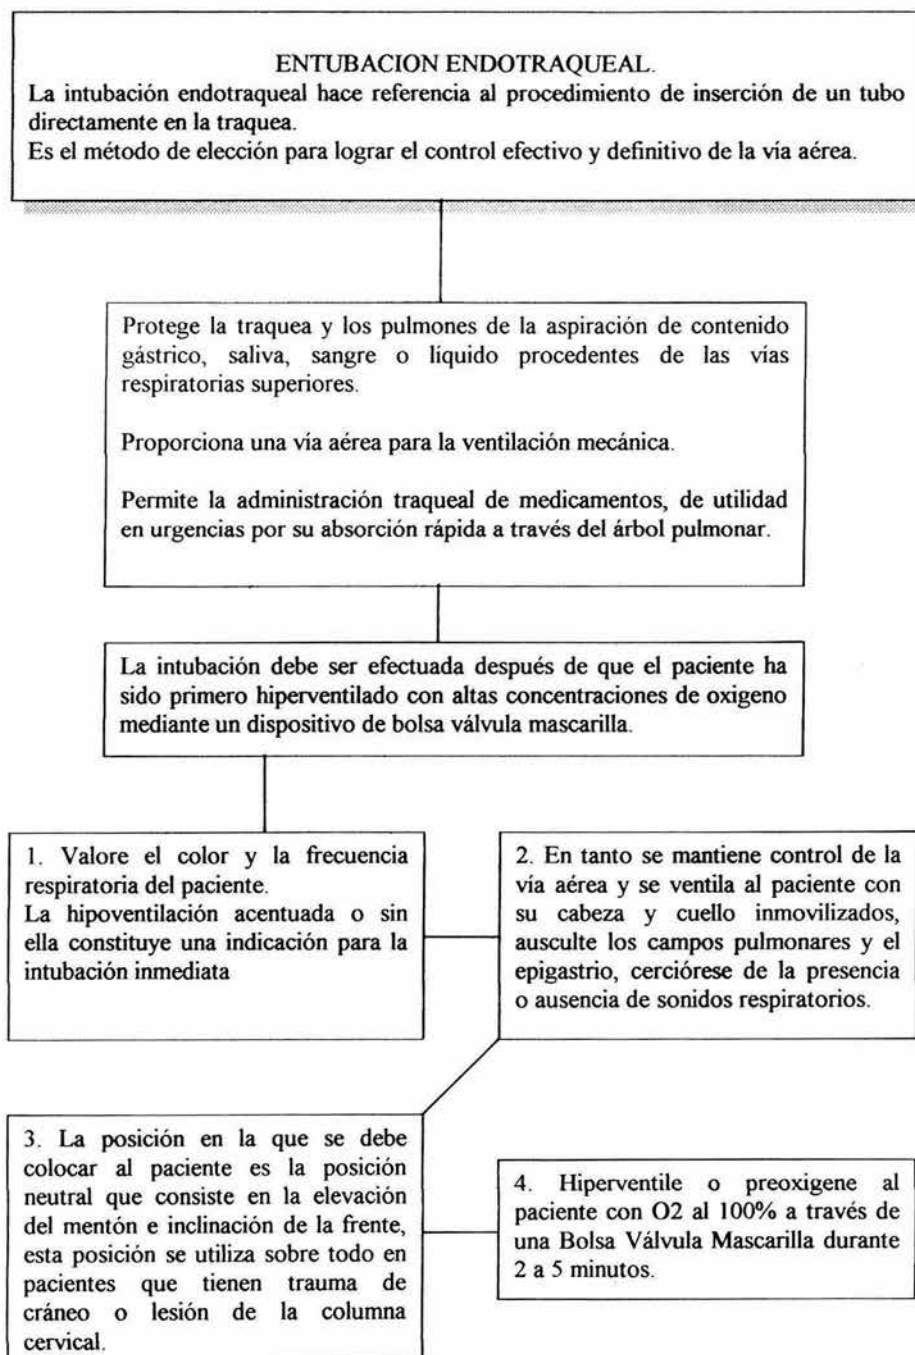 ENTUBACION ENDOTRAQUEAL.
La intubación endotraqueal hace referencia al procedimiento de inserción de un tubo
directamente en la traquea.
Es el método de elección para lograr el control efectivo y definitivo de la vía aérea.
Protege la traquea y los pulmones de la aspiración de contenido
gástrico, saliva, sangre o líquido procedentes de las vías
respiratorias superiores.
Proporciona una vía aérea para la ventilación mecánica.
Permite la administración traqueal de medicamentos, de utilidad
en urgencias por su absorción rápida a través del árbol pulmonar.
La intubación debe ser efectuada después de que el paciente ha
sido primero hiperventilado con altas concentraciones de oxigeno
mediante un dispositivo de bolsa válvula mascarilla.
1. Valore el color y la frecuencia
respiratoria del paciente.
La hipoventilación acentuada o sin
ella constituye una indicación para la
intubación inmediata
2. En tanto se mantiene control de la
vía aérea y se ventila al paciente con
su cabeza y cuello inmovilizados,
ausculte los campos pulmonares y el
epigastrio, cerciórese de la presencia
o ausencia de sonidos respiratorios.
3. La posición en la que se debe
colocar al paciente es la posición
neutral que consiste en la elevación
del mentón e inclinación de la frente,
esta posición se utiliza sobre todo en
pacientes que tienen trauma de
cráneo o lesión de la columna
cervical.
4. Hiperventile o preoxigene al
paciente con O2 al 100% a través de
una Bolsa Válvula Mascarilla durante
2 a 5 minutos.